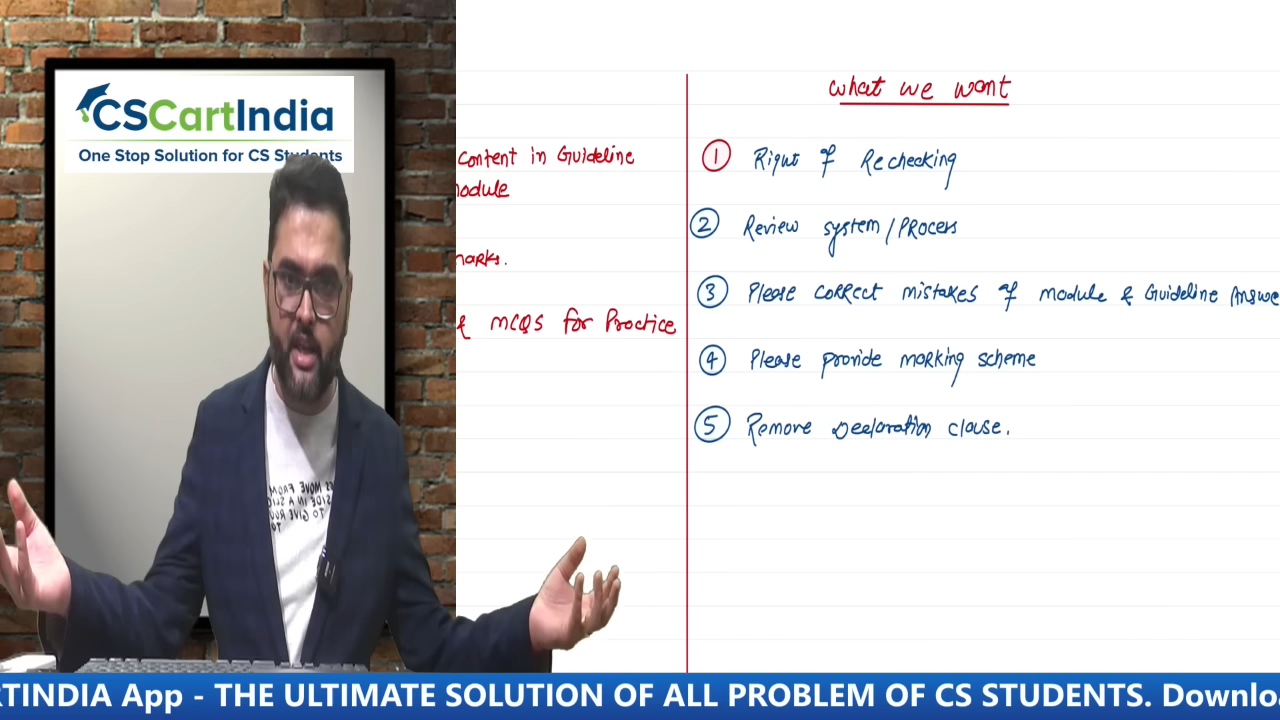 CSCartIndia
One Stop Solution for CS Students
content in Guideline
module
marks.
& MCQS for Practice
what we want
1 Right of Rechecking
2 Review system/Process
3 Please correct mistakes of module & Guideline Answe
4 Please provide marking scheme
5 Remove Declaration clause.
RTINDIA App - THE ULTIMATE SOLUTION OF ALL PROBLEM OF CS STUDENTS. Downlo